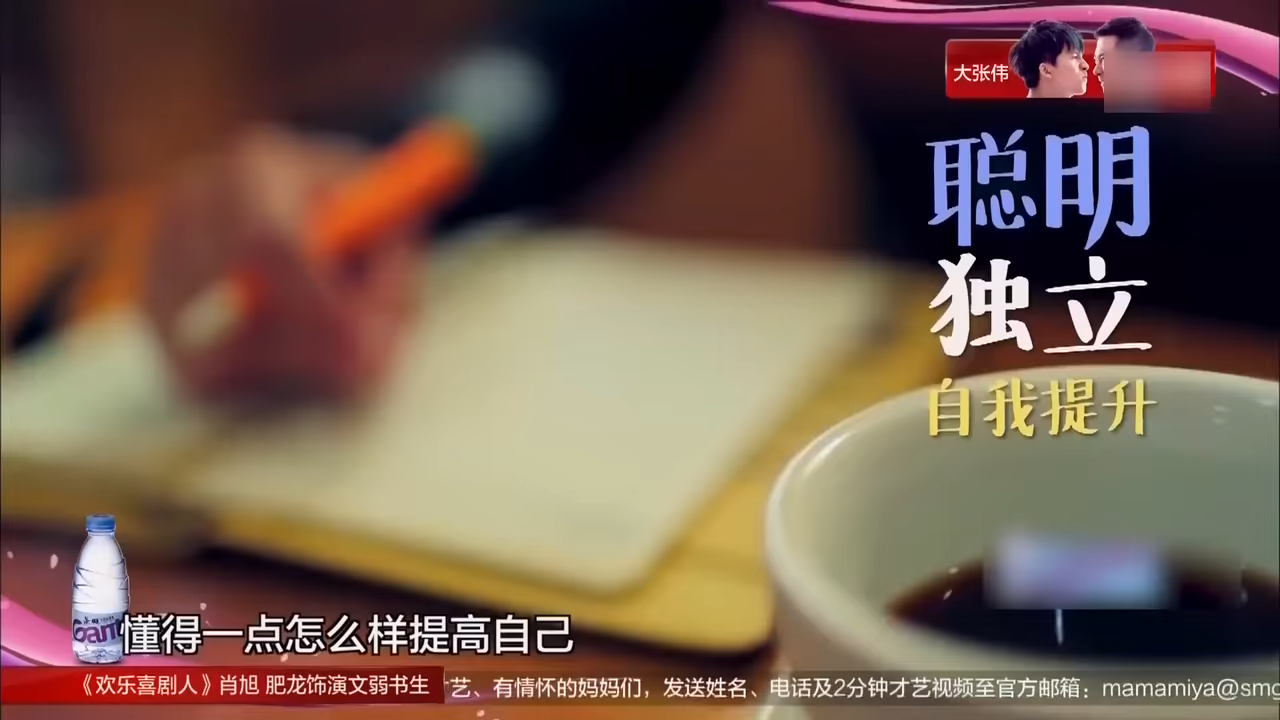 大张伟
聪明
独立
自我提升
懂得一点怎么样提高自己
《欢乐喜剧人》肖旭 肥龙饰演文弱书生
艺、有情怀的妈妈们，发送姓名、电话及2分钟才艺视频至官方邮箱：mamamiya@smg